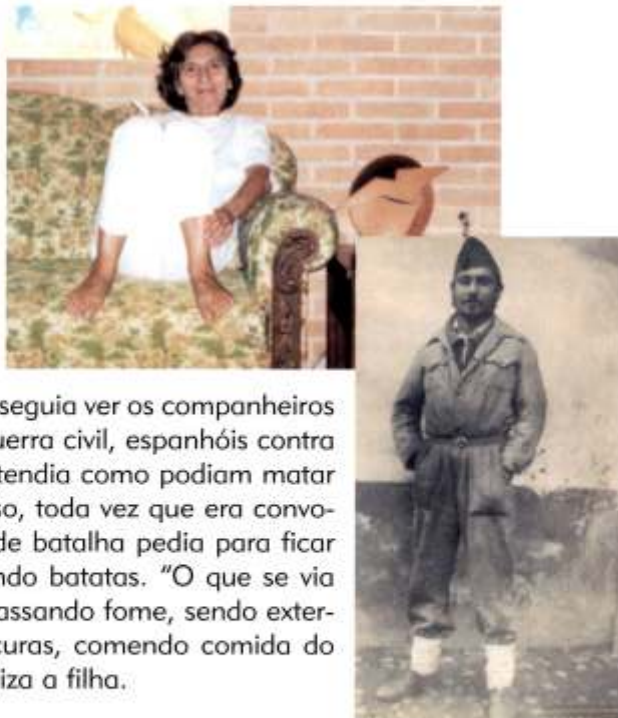 seguia ver os companheiros
uerra civil, espanhóis contra
tendia como podiam matar
so, toda vez que era convo-
de batalha pedia para ficar
ndo batatas. “O que se via
assando fome, sendo exter-
curas, comendo comida do
iza a filha.